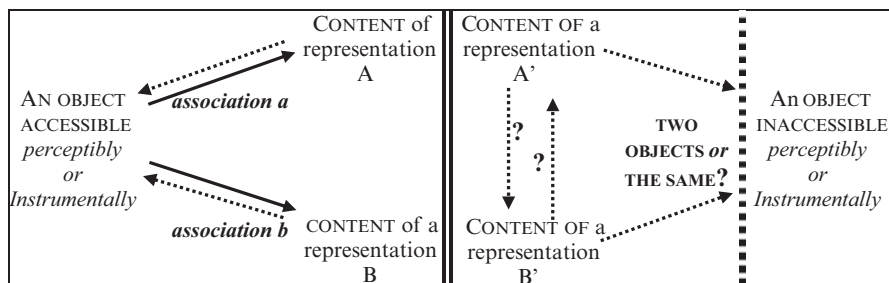 CONTENT of
representation
A
AN OBJECT
ACCESSIBLE
perceptibly
or
Instrumentally
association a
association b
CONTENT of a
representation
B
CONTENT OF a
representation
A’
?
?
TWO
OBJECTS or
THE SAME?
CONTENT OF a
representation
B’
An OBJECT
INACCESSIBLE
perceptibly
or
Instrumentally